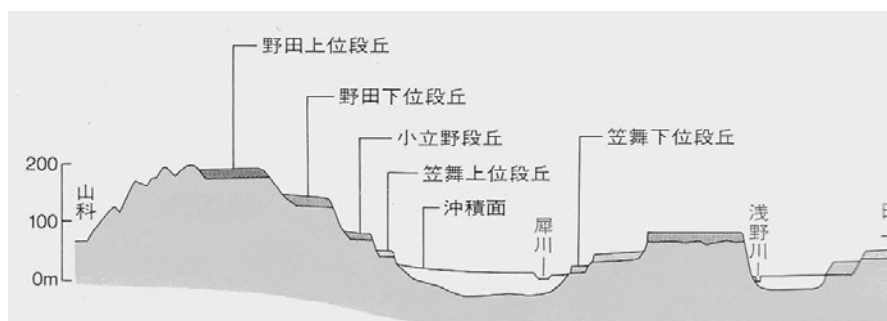 野田上位段丘
野田下位段丘
小立野段丘
笠舞下位段丘
笠舞上位段丘
沖積面
200
100
0m
山科
犀川
浅野川